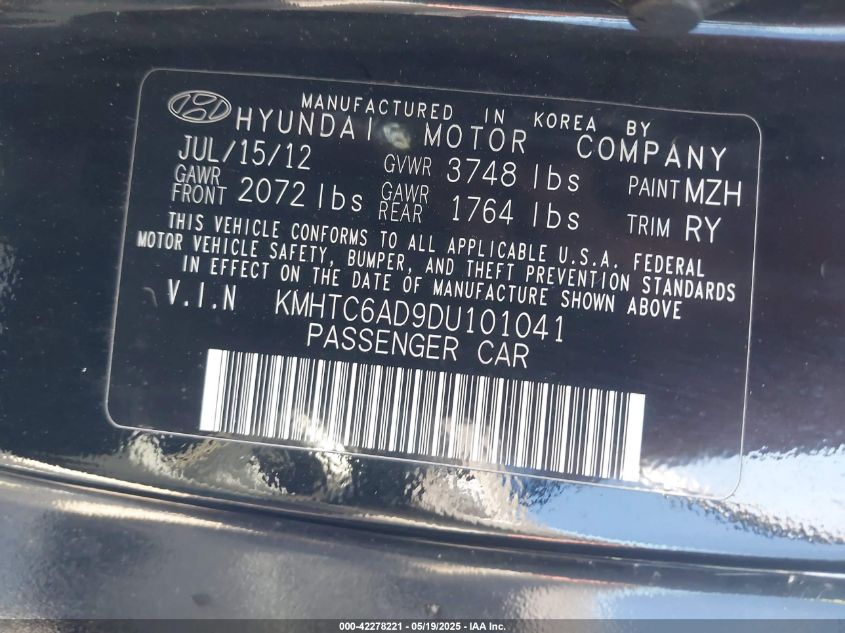 MANUFACTURED IN KOREA BY
HYUNDAI MOTOR COMPANY
JUL/15/12 GVWR 3748 lbs PAINT MZH
GAWR FRONT 2072 lbs GAWR REAR 1764 lbs TRIM RY
THIS VEHICLE CONFORMS TO ALL APPLICABLE U.S.A. FEDERAL
MOTOR VEHICLE SAFETY, BUMPER, AND THEFT PREVENTION STANDARDS
IN EFFECT ON THE DATE OF MANUFACTURE SHOWN ABOVE
V.I.N KMHTC6AD9DU101041
PASSENGER CAR
000-42278221 - 05/19/2025 - IAA Inc.